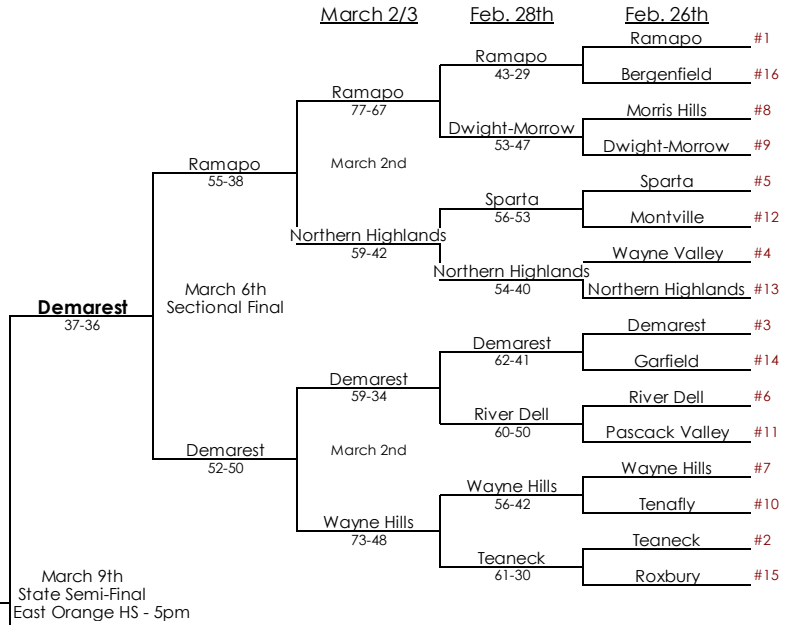 March 2/3 Feb. 28th Feb. 26th
Ramapo #1
Ramapo
43-29
Bergenfield #16
Ramapo
77-67
Morris Hills #8
Dwight-Morrow
53-47
Dwight-Morrow #9
Ramapo
55-38
March 2nd
Sparta #5
Sparta
56-53
Montville #12
Northern Highlands
59-42
Wayne Valley #4
Northern Highlands
54-40
Northern Highlands #13
March 6th
Sectional Final
Demarest
37-36
Demarest #3
Demarest
62-41
Garfield #14
Demarest
59-34
River Dell #6
River Dell
60-50
Pascack Valley #11
Demarest
52-50
March 2nd
Wayne Hills #7
Wayne Hills
56-42
Tenafly #10
Wayne Hills
73-48
Teaneck #2
Teaneck
61-30
Roxbury #15
March 9th
State Semi-Final
East Orange HS - 5pm